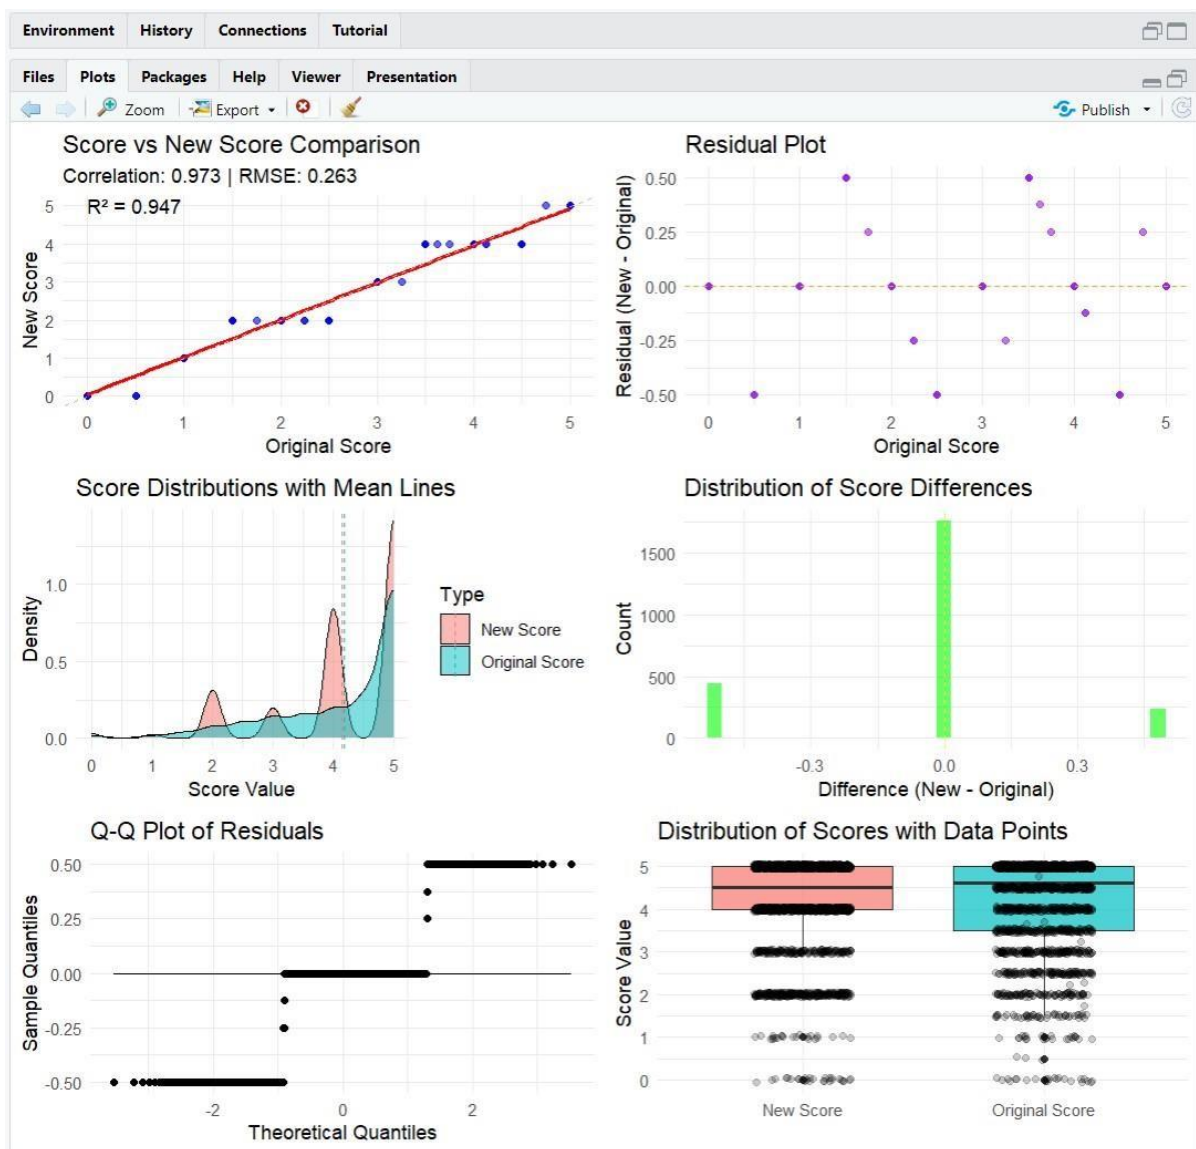 Environment History Connections Tutorial
Files Plots Packages Help Viewer Presentation
Zoom Export Publish
Score vs New Score Comparison
Correlation: 0.973 | RMSE: 0.263
R² = 0.947
5
4
3
2
1
0
New Score
0 1 2 3 4 5
Original Score
Residual Plot
0.50
0.25
0.00
-0.25
-0.50
Residual (New - Original)
0 1 2 3 4 5
Original Score
Score Distributions with Mean Lines
1.0
0.5
0.0
Density
0 1 2 3 4 5
Score Value
Type
New Score
Original Score
Distribution of Score Differences
1500
1000
500
0
Count
-0.3 0.0 0.3
Difference (New - Original)
Q-Q Plot of Residuals
0.50
0.25
0.00
-0.25
-0.50
Sample Quantiles
-2 0 2
Theoretical Quantiles
Distribution of Scores with Data Points
5
4
3
2
1
0
Score Value
New Score Original Score